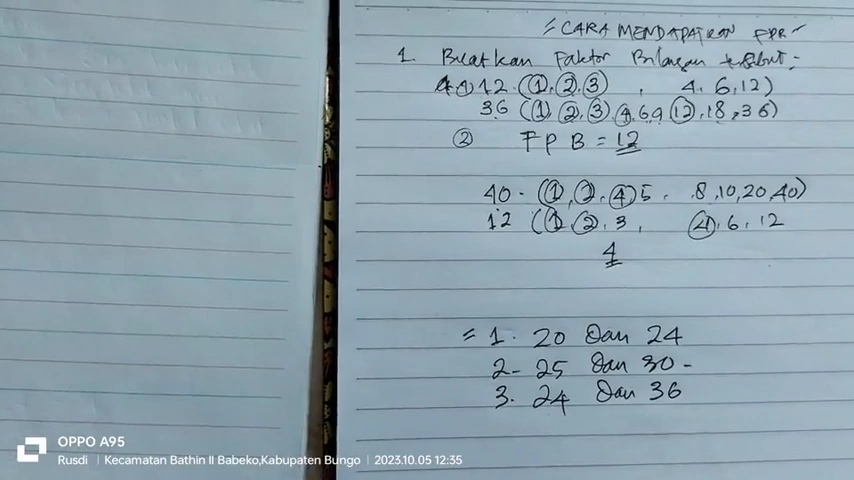 = CARA MENDAPATKAN FPB =
1. Buatkan Faktor Bilangan tersebut:
1 12. (1, 2, 3, 4, 6, 12)
36 (1, 2, 3, 4, 6, 9, 12, 18, 36)
2 FPB = 12
40. (1, 2, 4, 5, 8, 10, 20, 40)
12 (1, 2, 3, 4, 6, 12
4
= 1. 20 dan 24
2- 25 dan 30 -
3. 24 dan 36
OPPO A95
Rusdi | Kecamatan Bathin II Babeko,Kabupaten Bungo | 2023.10.05 12:35